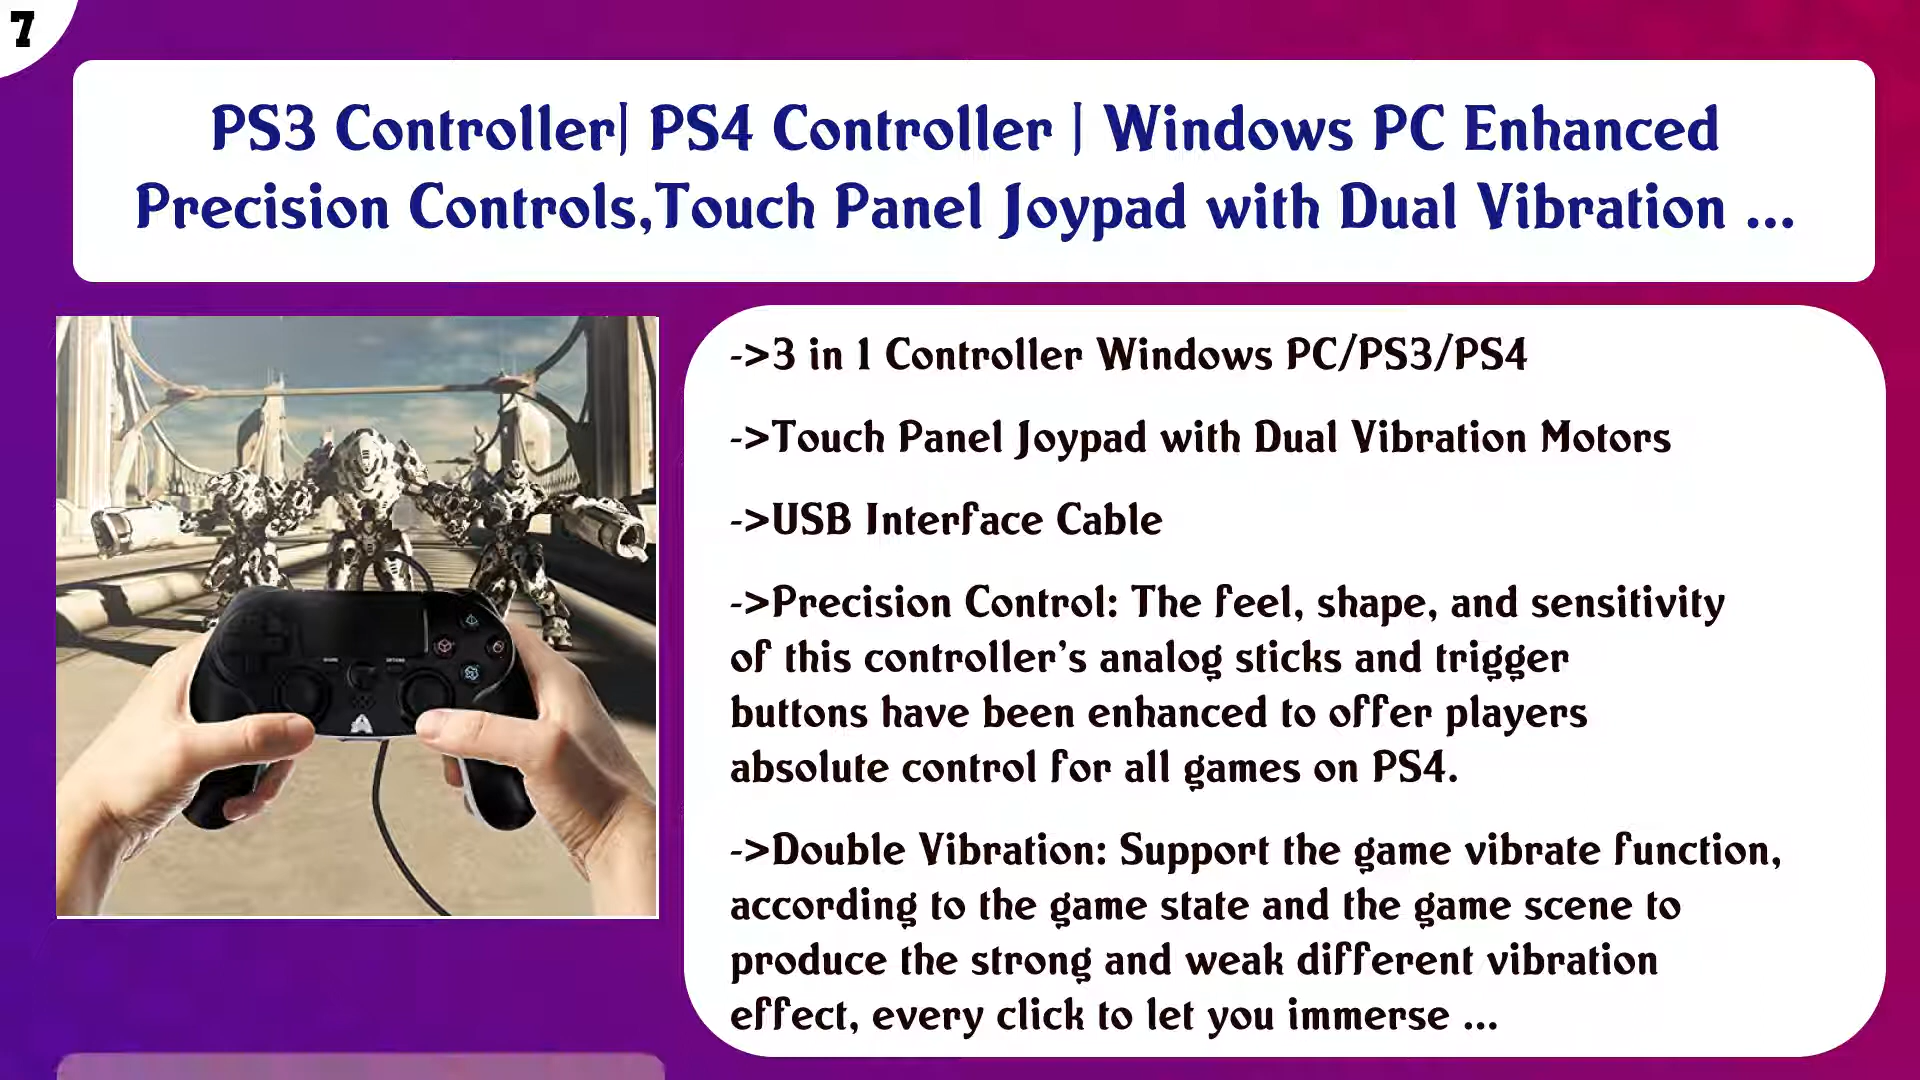 7
PS3 Controller| PS4 Controller | Windows PC Enhanced
Precision Controls,Touch Panel Joypad with Dual Vibration ...
->3 in 1 Controller Windows PC/PS3/PS4
->Touch Panel Joypad with Dual Vibration Motors
->USB Interface Cable
->Precision Control: The feel, shape, and sensitivity
of this controller's analog sticks and trigger
buttons have been enhanced to offer players
absolute control for all games on PS4.
->Double Vibration: Support the game vibrate function,
according to the game state and the game scene to
produce the strong and weak different vibration
effect, every click to let you immerse ...